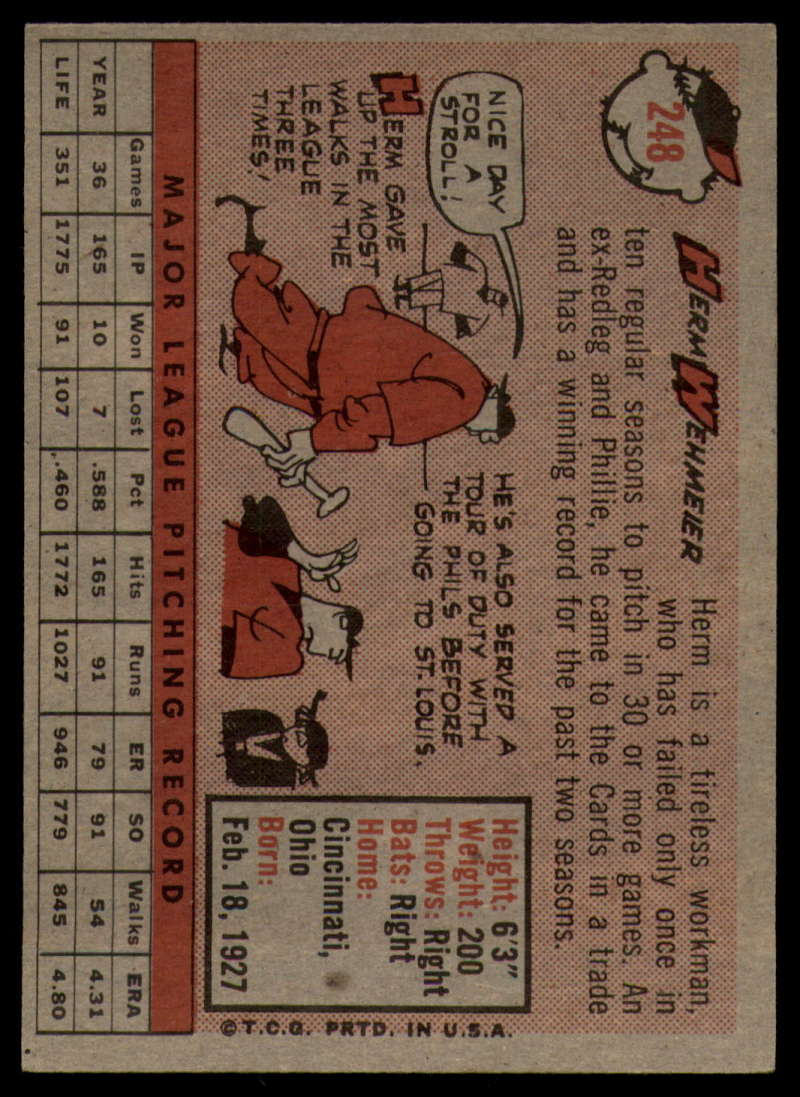 248
HERM WEHMEIER
Herm is a tireless workman,
who has failed only once in
ten regular seasons to pitch in 30 or more games. An
ex-Redleg and Phillie, he came to the Cards in a trade
and has a winning record for the past two seasons.
NICE DAY
FOR A
STROLL!
HERM GAVE
UP THE MOST
WALKS IN THE
LEAGUE
THREE
TIMES!
HE'S ALSO SERVED A
TOUR OF DUTY WITH
THE PHILS BEFORE
GOING TO ST. LOUIS.
Height: 6'3"
Weight: 200
Throws: Right
Bats: Right
Home:
Cincinnati,
Ohio
Born:
Feb. 18, 1927
©T.C.G. PRTD. IN U.S.A.
MAJOR LEAGUE PITCHING RECORD
Games IP Won Lost Pct Hits Runs ER SO Walks ERA
YEAR 36 165 10 7 .588 165 91 79 91 54 4.31
LIFE 351 1775 91 107 .460 1772 1027 946 779 845 4.80